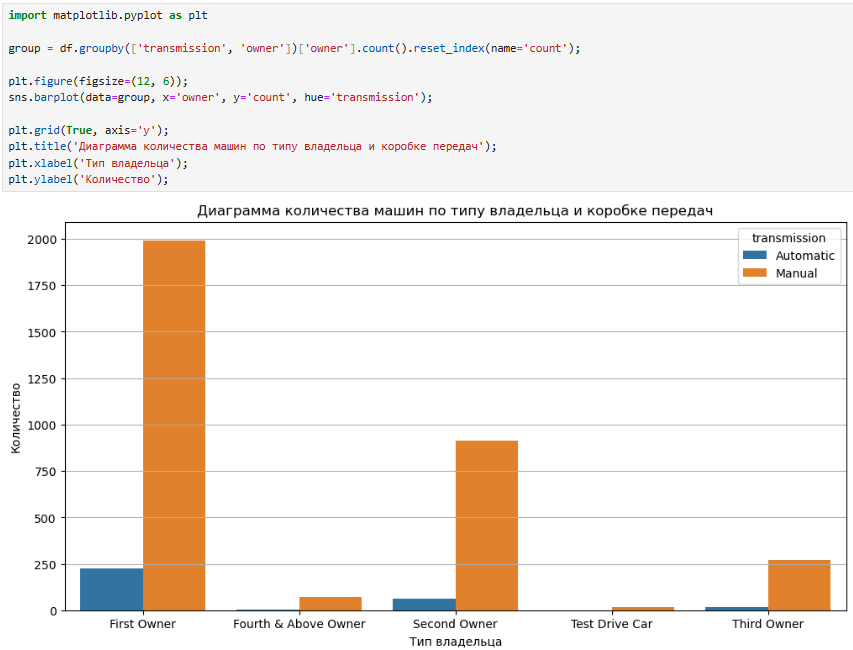 import matplotlib.pyplot as plt
group = df.groupby(['transmission', 'owner'])['owner'].count().reset_index(name='count');
plt.figure(figsize=(12, 6));
sns.barplot(data=group, x='owner', y='count', hue='transmission');
plt.grid(True, axis='y');
plt.title('Диаграмма количества машин по типу владельца и коробке передач');
plt.xlabel('Тип владельца');
plt.ylabel('Количество');
Диаграмма количества машин по типу владельца и коробке передач
transmission
Automatic
Manual
Количество
2000
1750
1500
1250
1000
750
500
250
0
First Owner
Fourth & Above Owner
Second Owner
Test Drive Car
Third Owner
Тип владельца